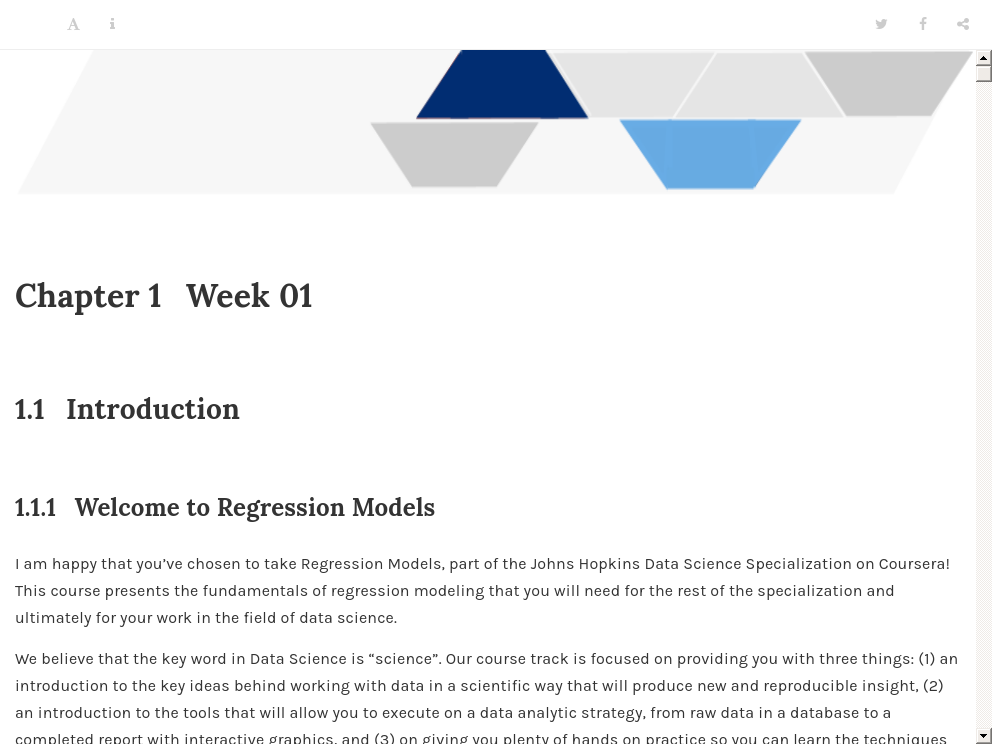 Chapter 1 Week 01
1.1 Introduction
1.1.1 Welcome to Regression Models
I am happy that you’ve chosen to take Regression Models, part of the Johns Hopkins Data Science Specialization on Coursera!
This course presents the fundamentals of regression modeling that you will need for the rest of the specialization and
ultimately for your work in the field of data science.
We believe that the key word in Data Science is “science”. Our course track is focused on providing you with three things: (1) an
introduction to the key ideas behind working with data in a scientific way that will produce new and reproducible insight, (2)
an introduction to the tools that will allow you to execute on a data analytic strategy, from raw data in a database to a
completed report with interactive graphics, and (3) on giving you plenty of hands on practice so you can learn the techniques